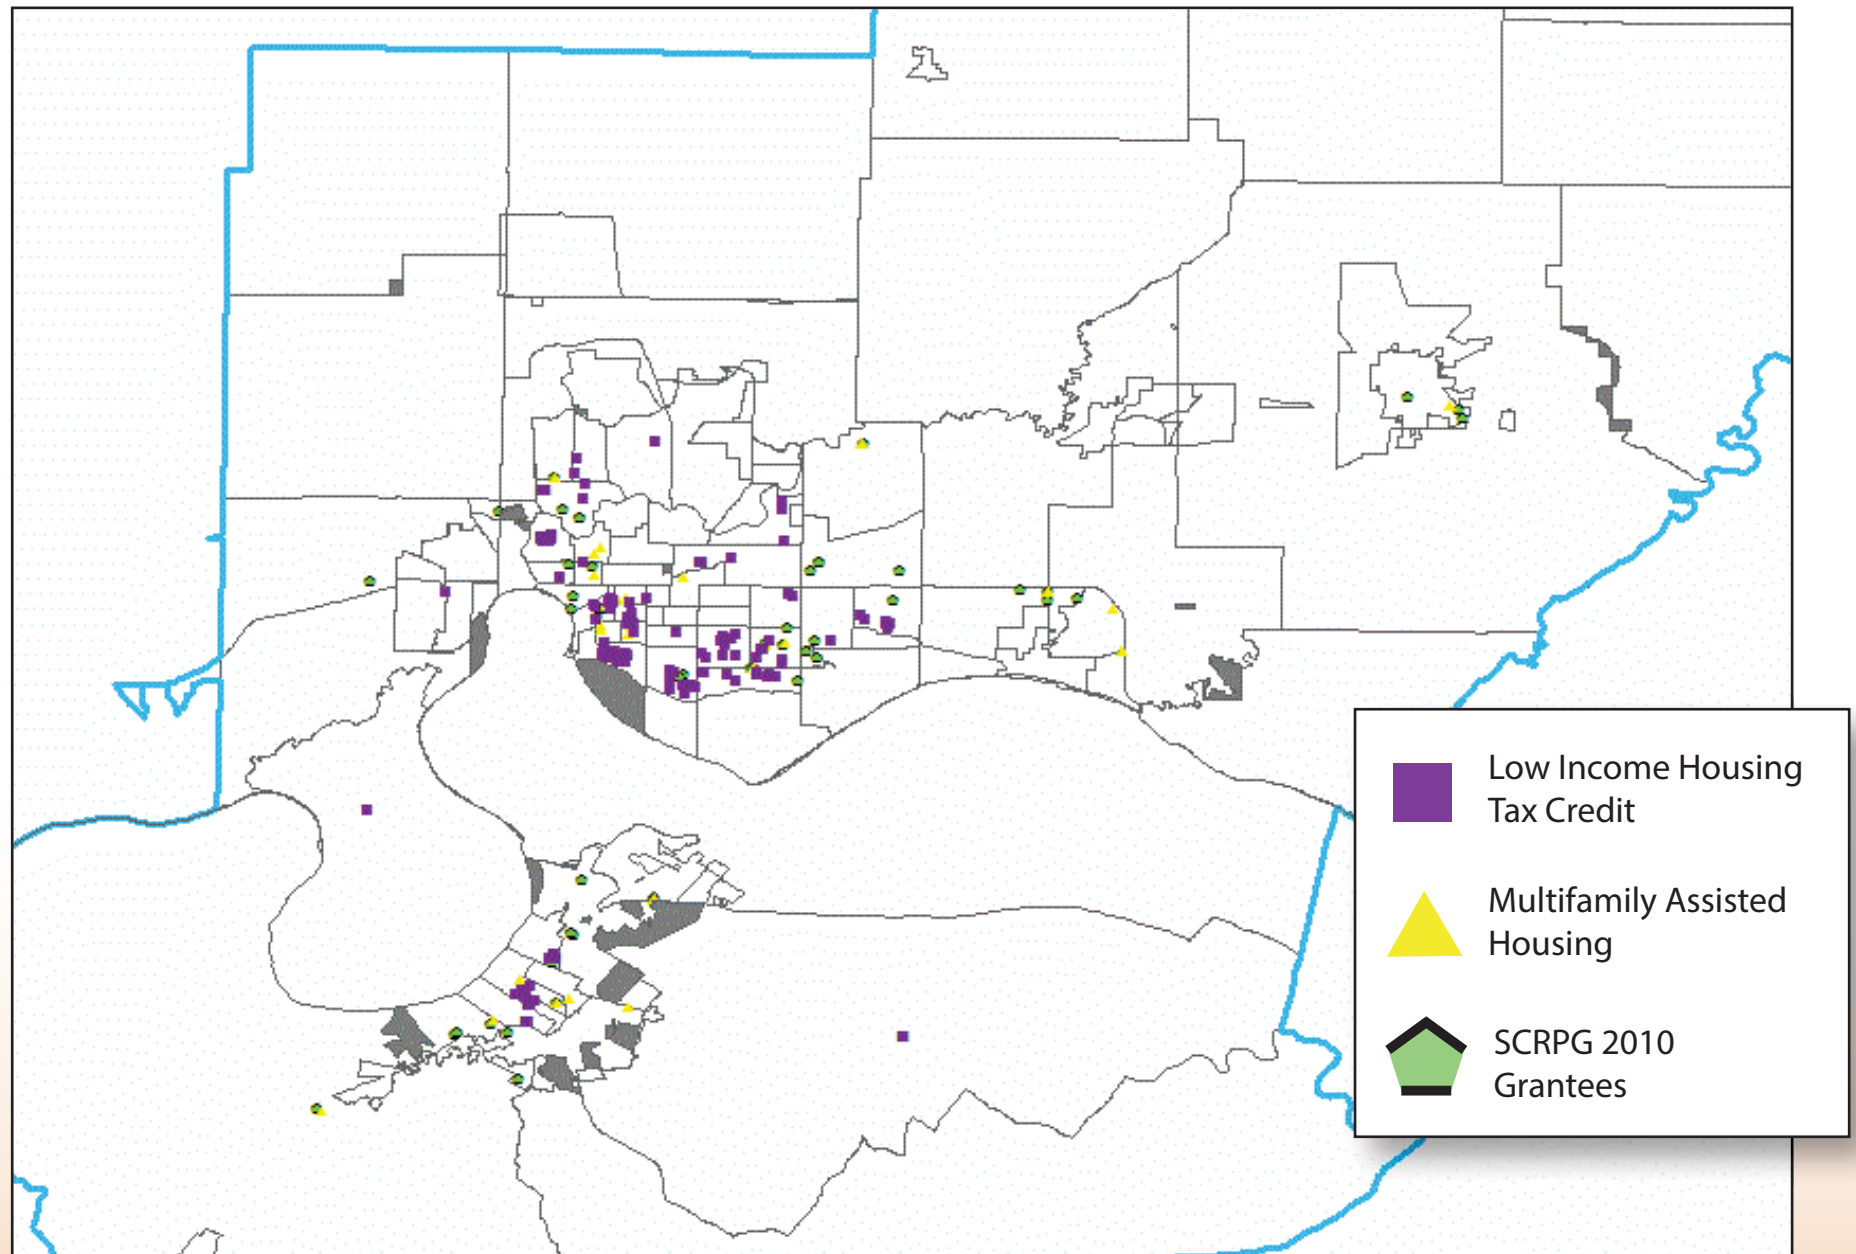 Low Income Housing
Tax Credit
Multifamily Assisted
Housing
SCRPG 2010
Grantees